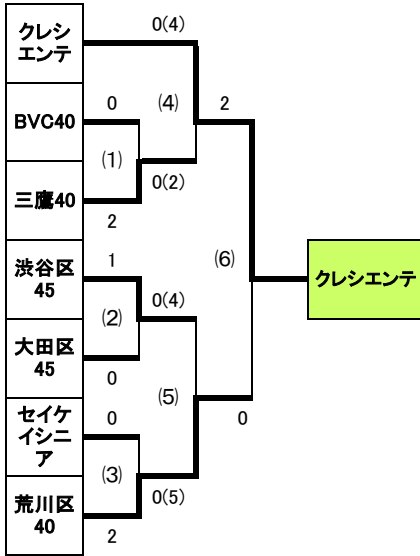 クレシ
エンテ
0(4)
BVC40
0
(4)
2
(1)
三鷹40
0(2)
2
渋谷区
45
1
(6)
クレシエンテ
0(4)
(2)
大田区
45
0
(5)
0
セイケ
イシニ
ア
0
(3)
0(5)
荒川区
40
2